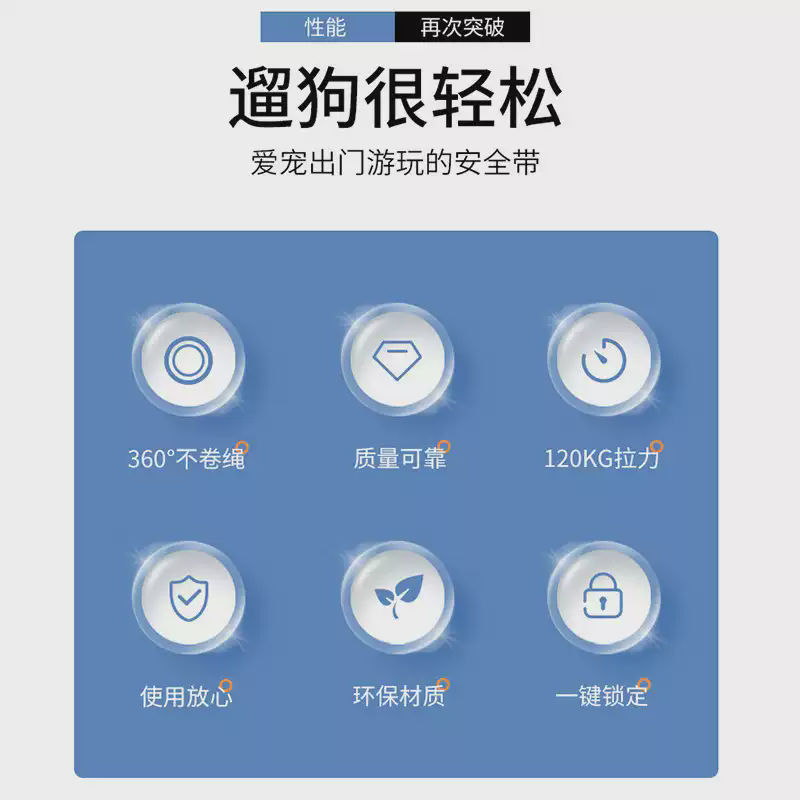 性能 再次突破
遛狗很轻松
爱宠出门游玩的安全带
360°不卷绳 质量可靠 120KG拉力
使用放心 环保材质 一键锁定